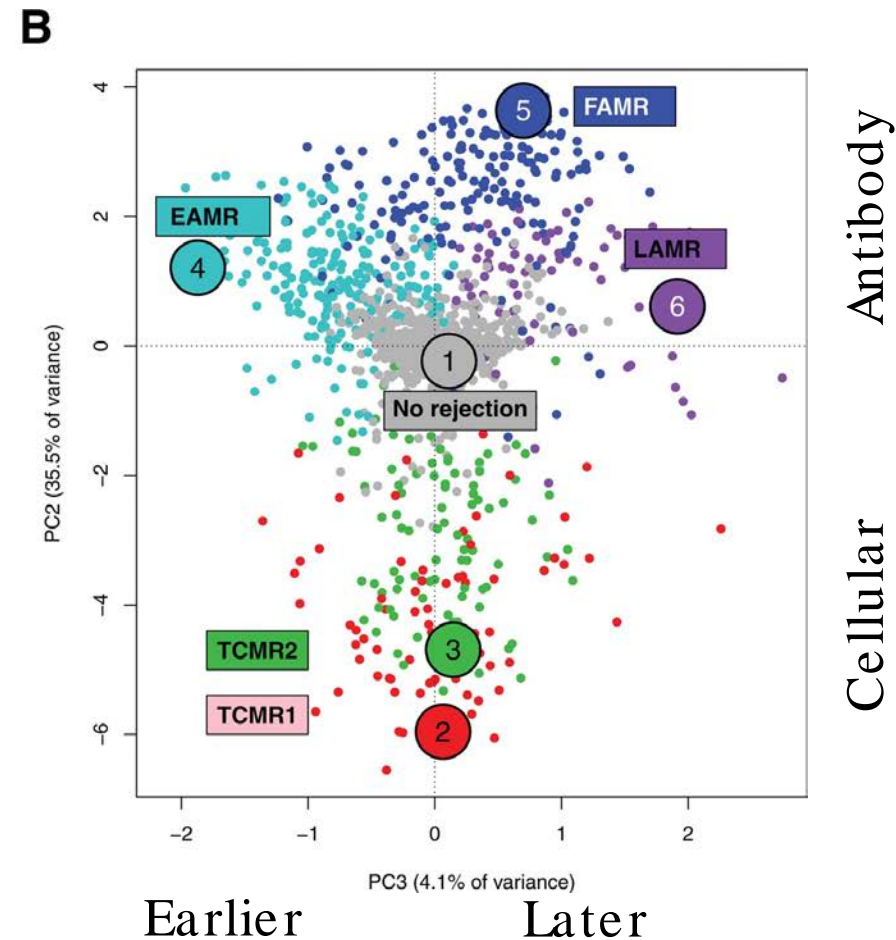 B
4
5
FAMR
2
EAMR
4
LAMR
6
0
1
No rejection
−2
−4
TCMR2
3
TCMR1
2
−6
−2
−1
0
1
2
PC2 (35.5% of variance)
PC3 (4.1% of variance)
Antibody
Cellular
Earlier
Later